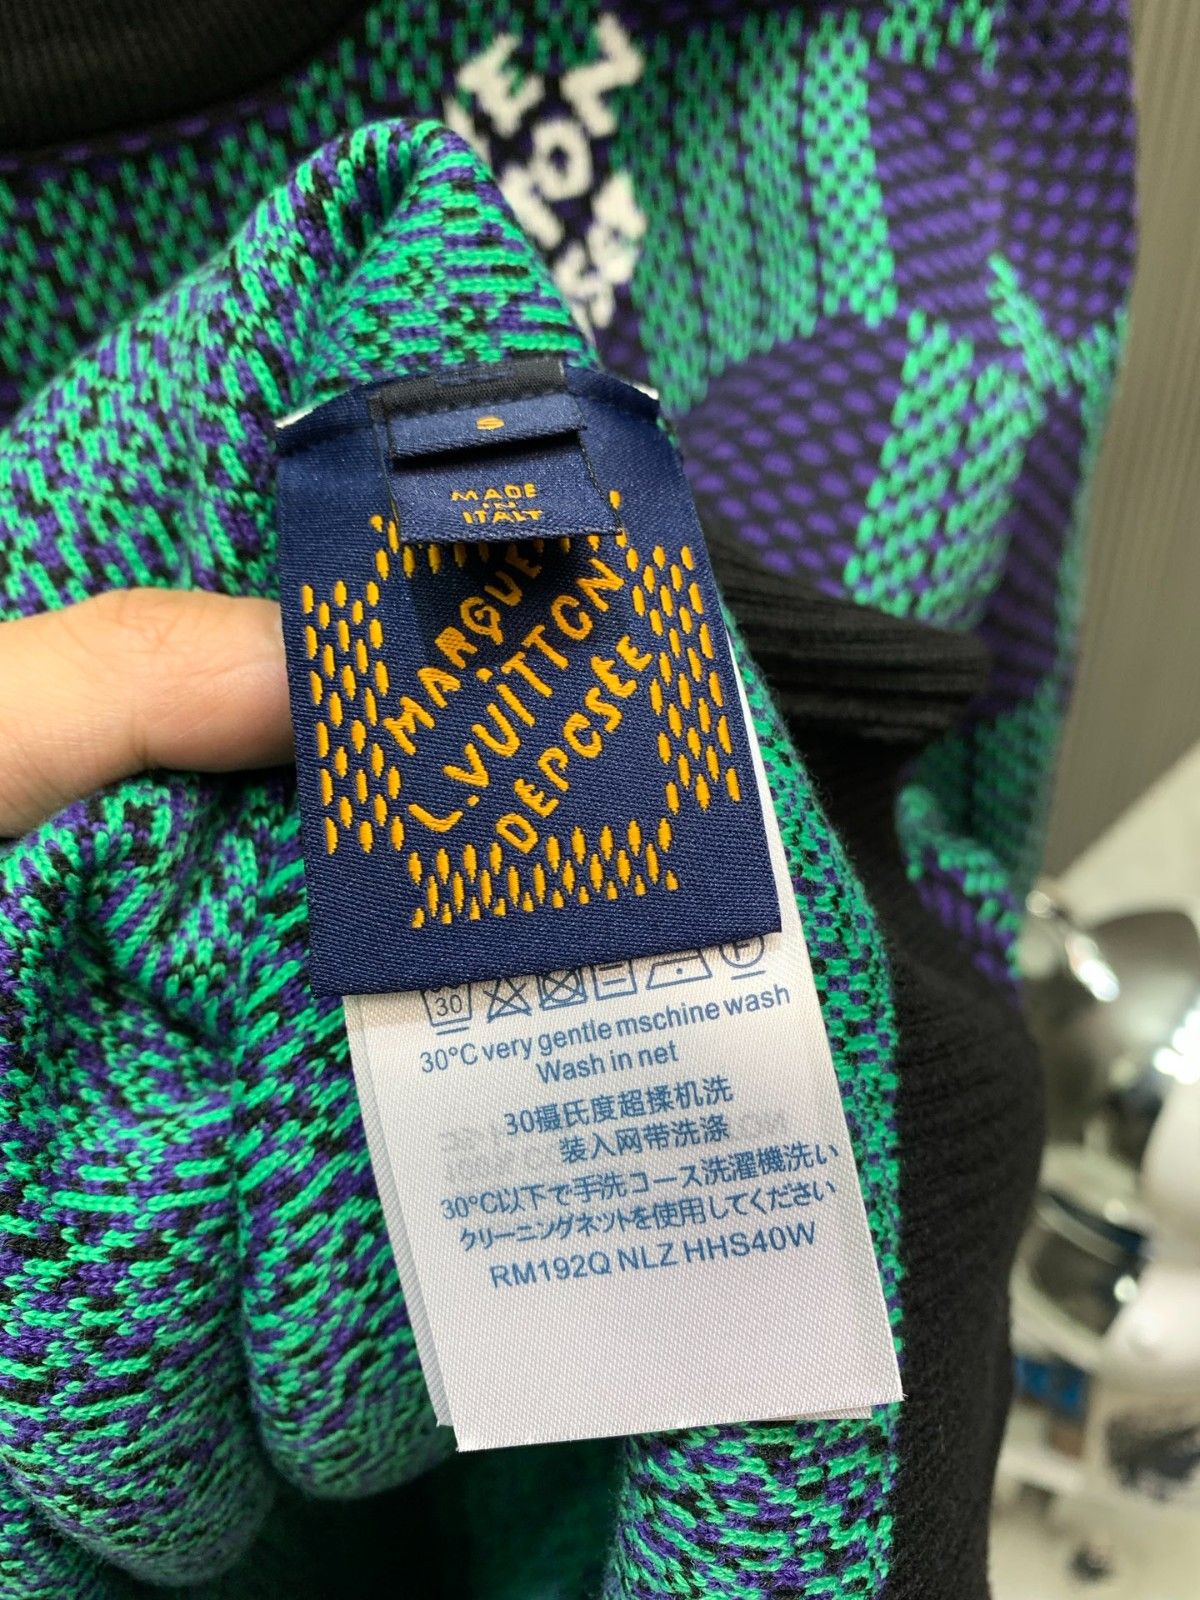 S
MADE
IN
ITALY
MARQUE
L.VUITTON
DEPOSE
30
F
30°C very gentle mschine wash
Wash in net
30摄氏度超揉机洗
装入网带洗涤
30°C以下で手洗コース洗濯機洗い
クリーニングネットを使用してください
RM192Q NLZ HHS40W